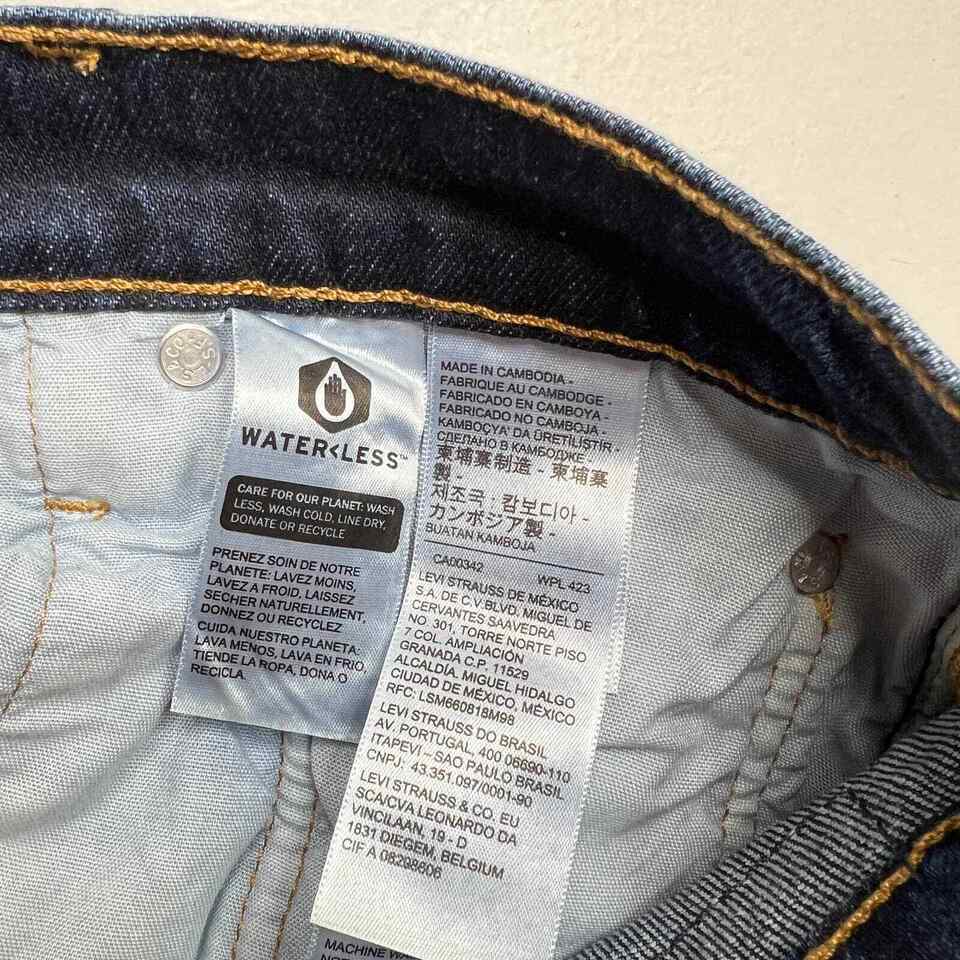 WATER<LESS™
CARE FOR OUR PLANET: WASH
LESS, WASH COLD, LINE DRY,
DONATE OR RECYCLE
PRENEZ SOIN DE NOTRE
PLANETE: LAVEZ MOINS,
LAVEZ A FROID, LAISSEZ
SECHER NATURELLEMENT,
DONNEZ OU RECYCLEZ
CUIDA NUESTRO PLANETA:
LAVA MENOS, LAVA EN FRIO,
TIENDE LA ROPA, DONA O
RECICLA.
MADE IN CAMBODIA -
FABRIQUE AU CAMBODGE -
FABRICADO EN CAMBOYA -
FABRICADO NO CAMBOJA -
KAMBOÇYA' DA ÜRETILISTIR
СДЕЛАНО В КАМБОДЖЕ
柬埔寨制造 - 柬埔寨
製 -
제조국 : 캄보디아 -
カンボジア製 -
BUATAN KAMBOJA
CA00342 WPL 423
LEVI STRAUSS DE MÉXICO
S.A. DE C.V BLVD. MIGUEL DE
CERVANTES SAAVEDRA
NO. 301, TORRE NORTE PISO
7 COL. AMPLIACIÓN
GRANADA C.P. 11529
ALCALDÍA. MIGUEL HIDALGO
CIUDAD DE MÉXICO, MÉXICO
RFC: LSM660818M98
LEVI STRAUSS DO BRASIL
AV, PORTUGAL, 400 06690-110
ITAPEVI - SAO PAULO BRASIL
CNPJ: 43.351.097/0001-90
LEVI STRAUSS & CO. EU
SCA/CVA LEONARDO DA
VINCILAAN, 19 - D
1831 DIEGEM, BELGIUM
CIF A 08298606
MACHINE